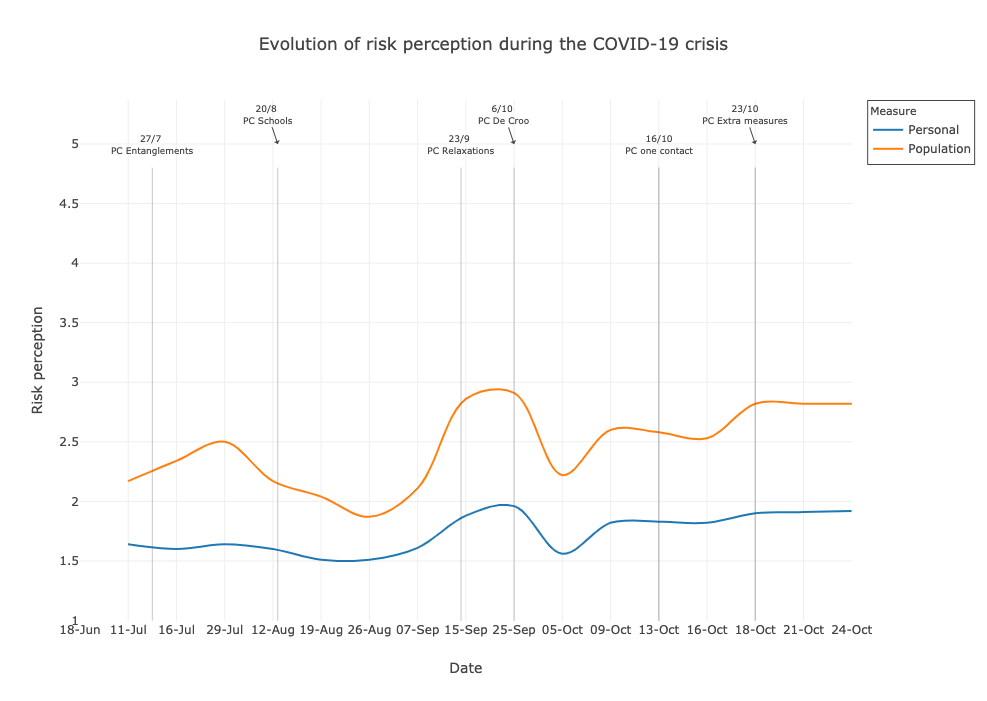 Evolution of risk perception during the COVID-19 crisis
20/8
PC Schools
6/10
PC De Croo
23/10
PC Extra measures
27/7
PC Entanglements
23/9
PC Relaxations
16/10
PC one contact
Measure
Personal
Population
Risk perception
5
4.5
4
3.5
3
2.5
2
1.5
1
18-Jun 11-Jul 16-Jul 29-Jul 12-Aug 19-Aug 26-Aug 07-Sep 15-Sep 25-Sep 05-Oct 09-Oct 13-Oct 16-Oct 18-Oct 21-Oct 24-Oct
Date